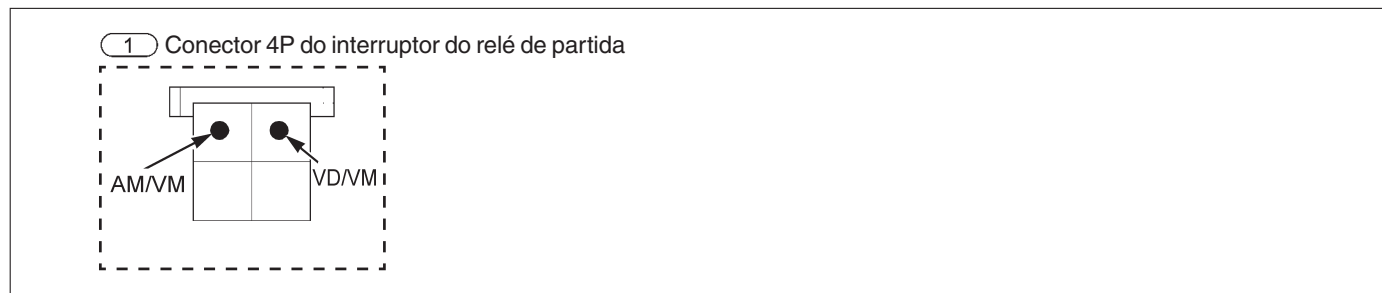 1 Conector 4P do interruptor do relé de partida
AM/VM VD/VM